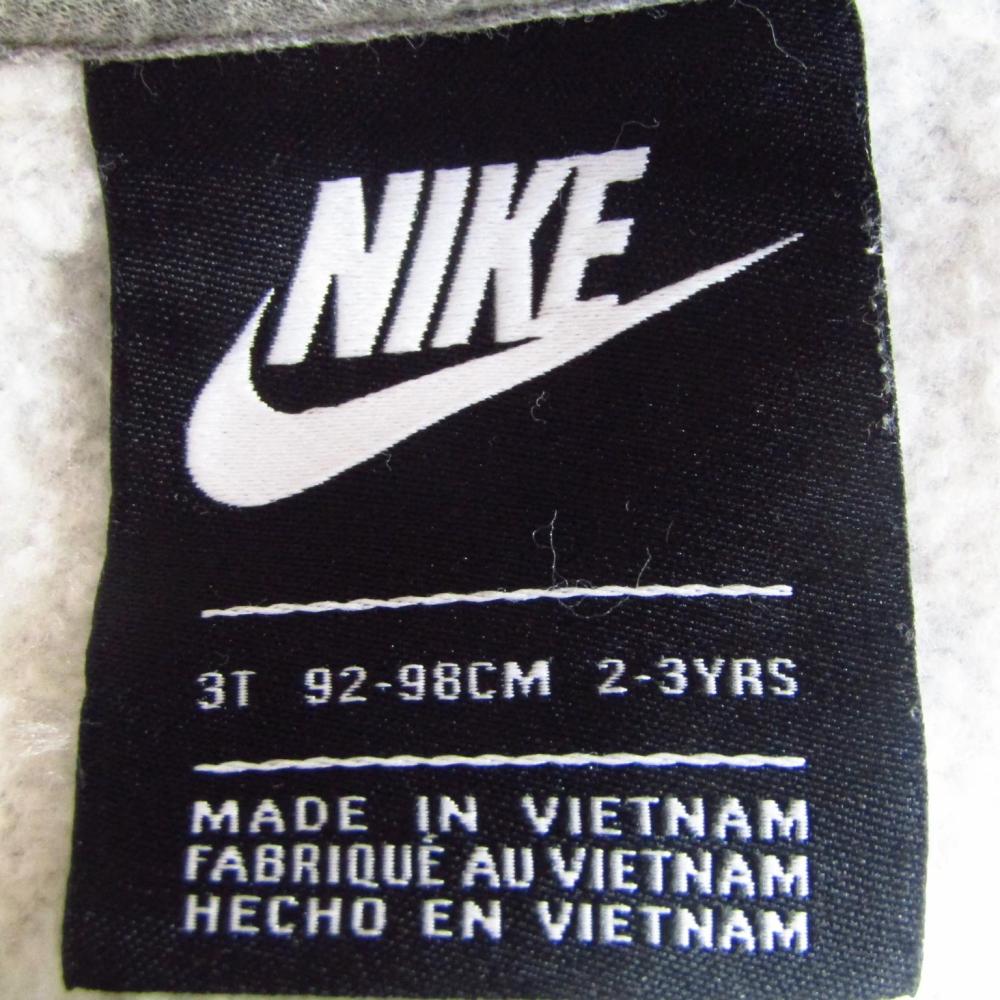 NIKE
3T 92-98CM 2-3YRS
MADE IN VIETNAM
FABRIQUÉ AU VIETNAM
HECHO EN VIETNAM